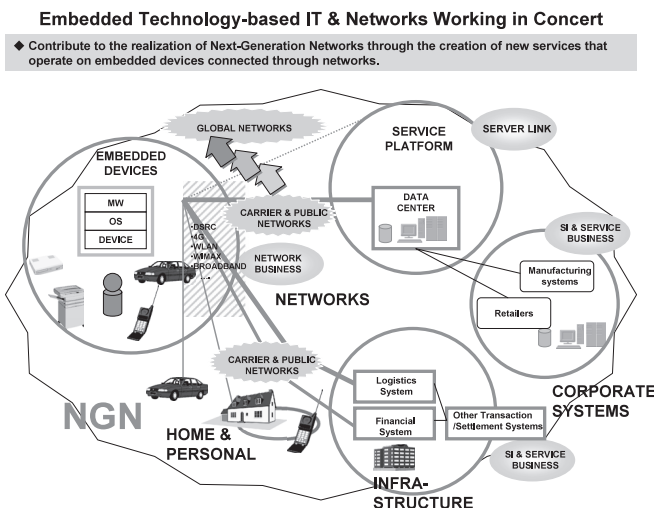 Embedded Technology-based IT & Networks Working in Concert
◆ Contribute to the realization of Next-Generation Networks through the creation of new services that
operate on embedded devices connected through networks.
GLOBAL NETWORKS
SERVICE
PLATFORM
SERVER LINK
EMBEDDED
DEVICES
MW
OS
DEVICE
DATA
CENTER
CARRIER & PUBLIC
NETWORKS
•DSRC
•4G
•WLAN
•WIMAX
•BROADBAND
...
NETWORK
BUSINESS
NETWORKS
SI & SERVICE
BUSINESS
Manufacturing
systems
Retailers
CARRIER & PUBLIC
NETWORKS
Logistics
System
Financial
System
Other Transaction
/Settlement Systems
CORPORATE
SYSTEMS
NGN
HOME &
PERSONAL
SI & SERVICE
BUSINESS
INFRA-
STRUCTURE